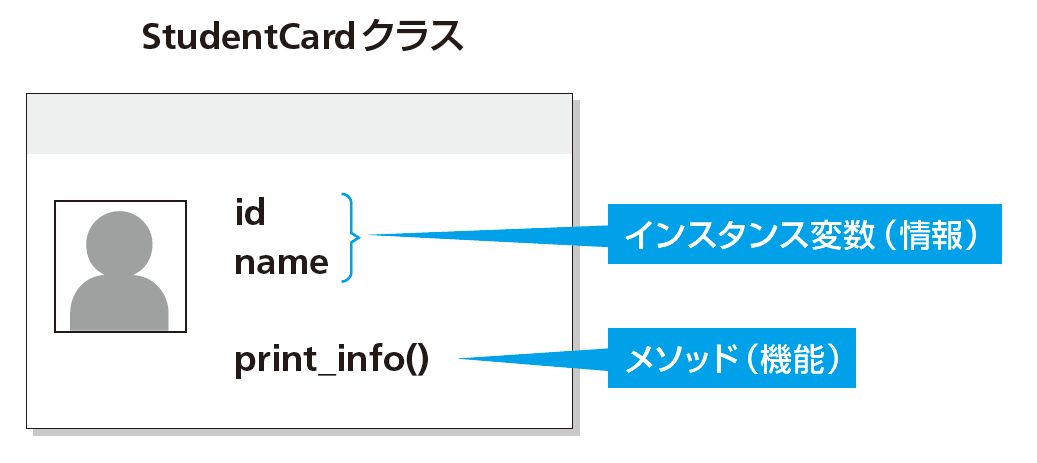 StudentCardクラス
id
name
インスタンス変数（情報）
print_info()
メソッド（機能）